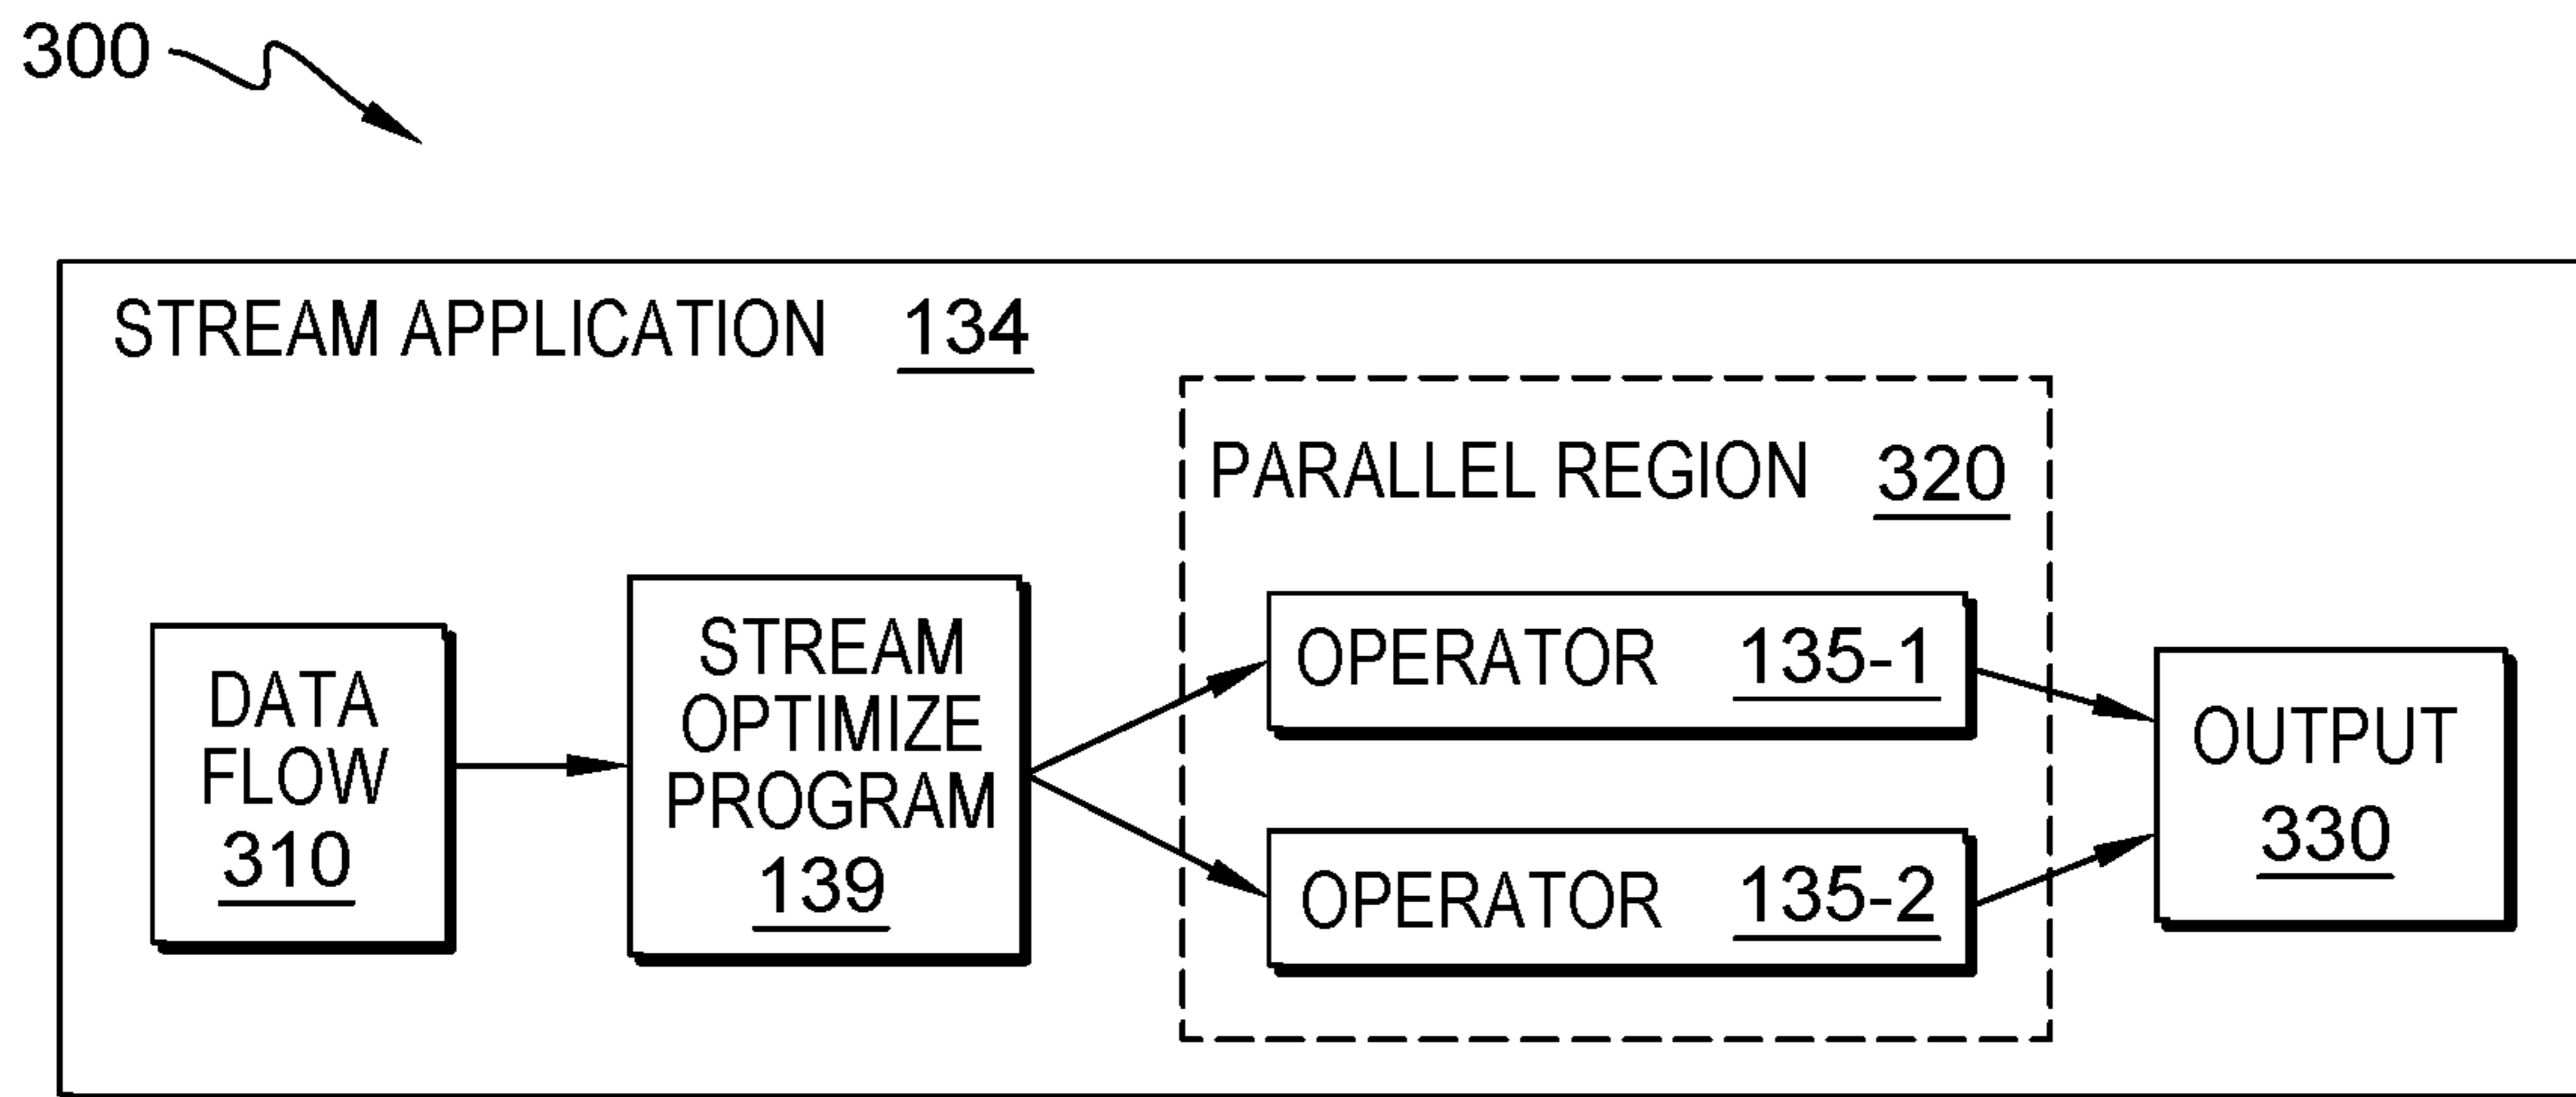 300
STREAM APPLICATION 134
PARALLEL REGION 320
DATA
FLOW
310
STREAM
OPTIMIZE
PROGRAM
139
OPERATOR 135-1
OPERATOR 135-2
OUTPUT
330